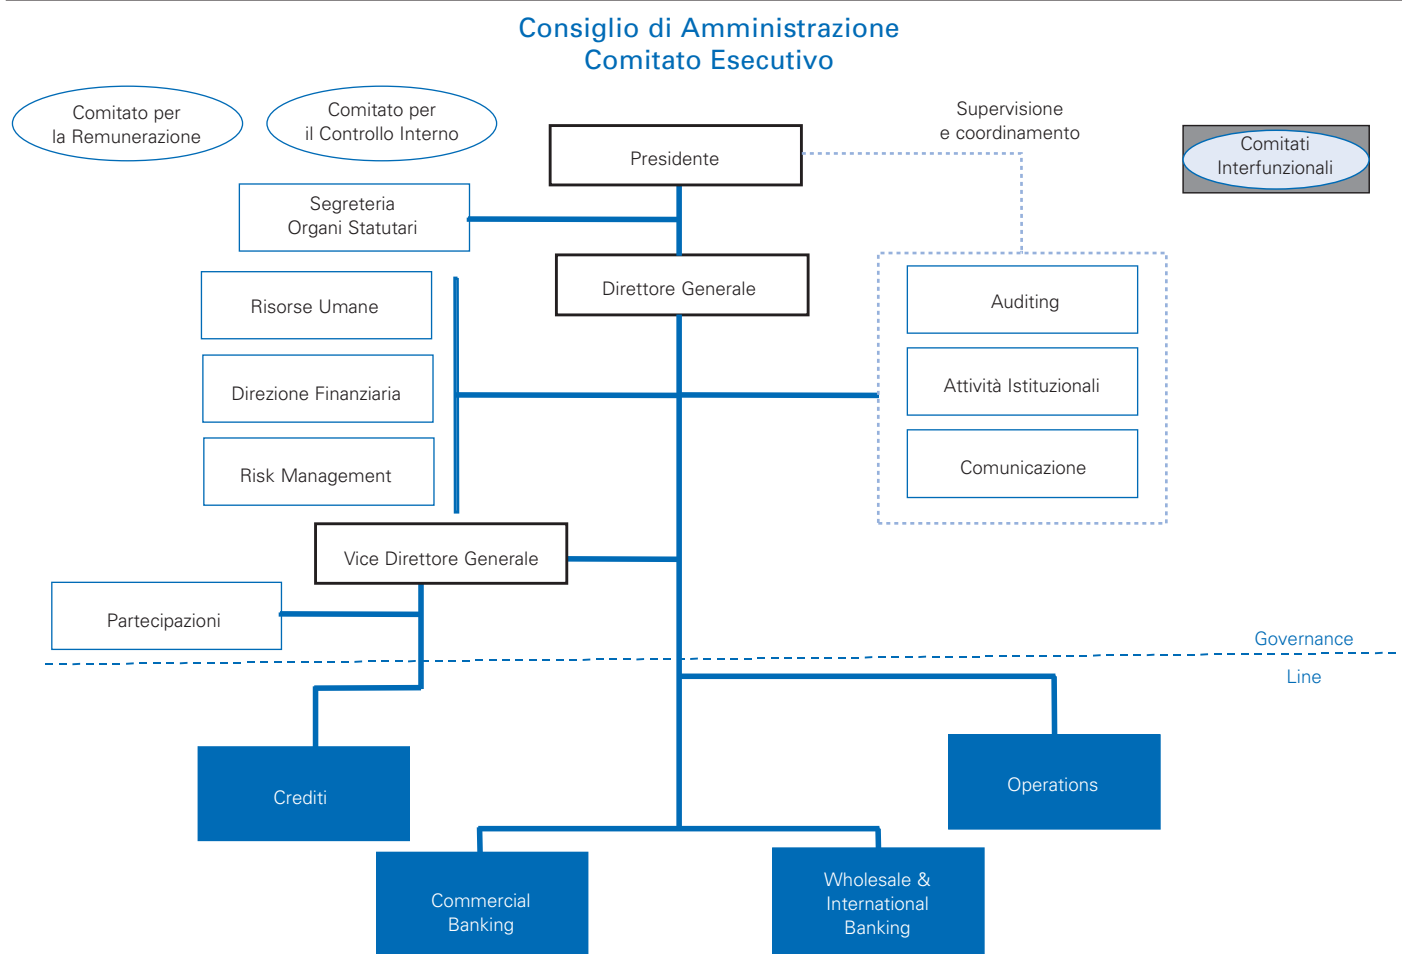 Consiglio di Amministrazione
Comitato Esecutivo
Comitato per
la Remunerazione
Comitato per
il Controllo Interno
Presidente
Supervisione
e coordinamento
Comitati
Interfunzionali
Segreteria
Organi Statutari
Direttore Generale
Risorse Umane
Auditing
Direzione Finanziaria
Attività Istituzionali
Risk Management
Comunicazione
Vice Direttore Generale
Partecipazioni
Governance
Line
Crediti
Operations
Commercial
Banking
Wholesale &
International
Banking